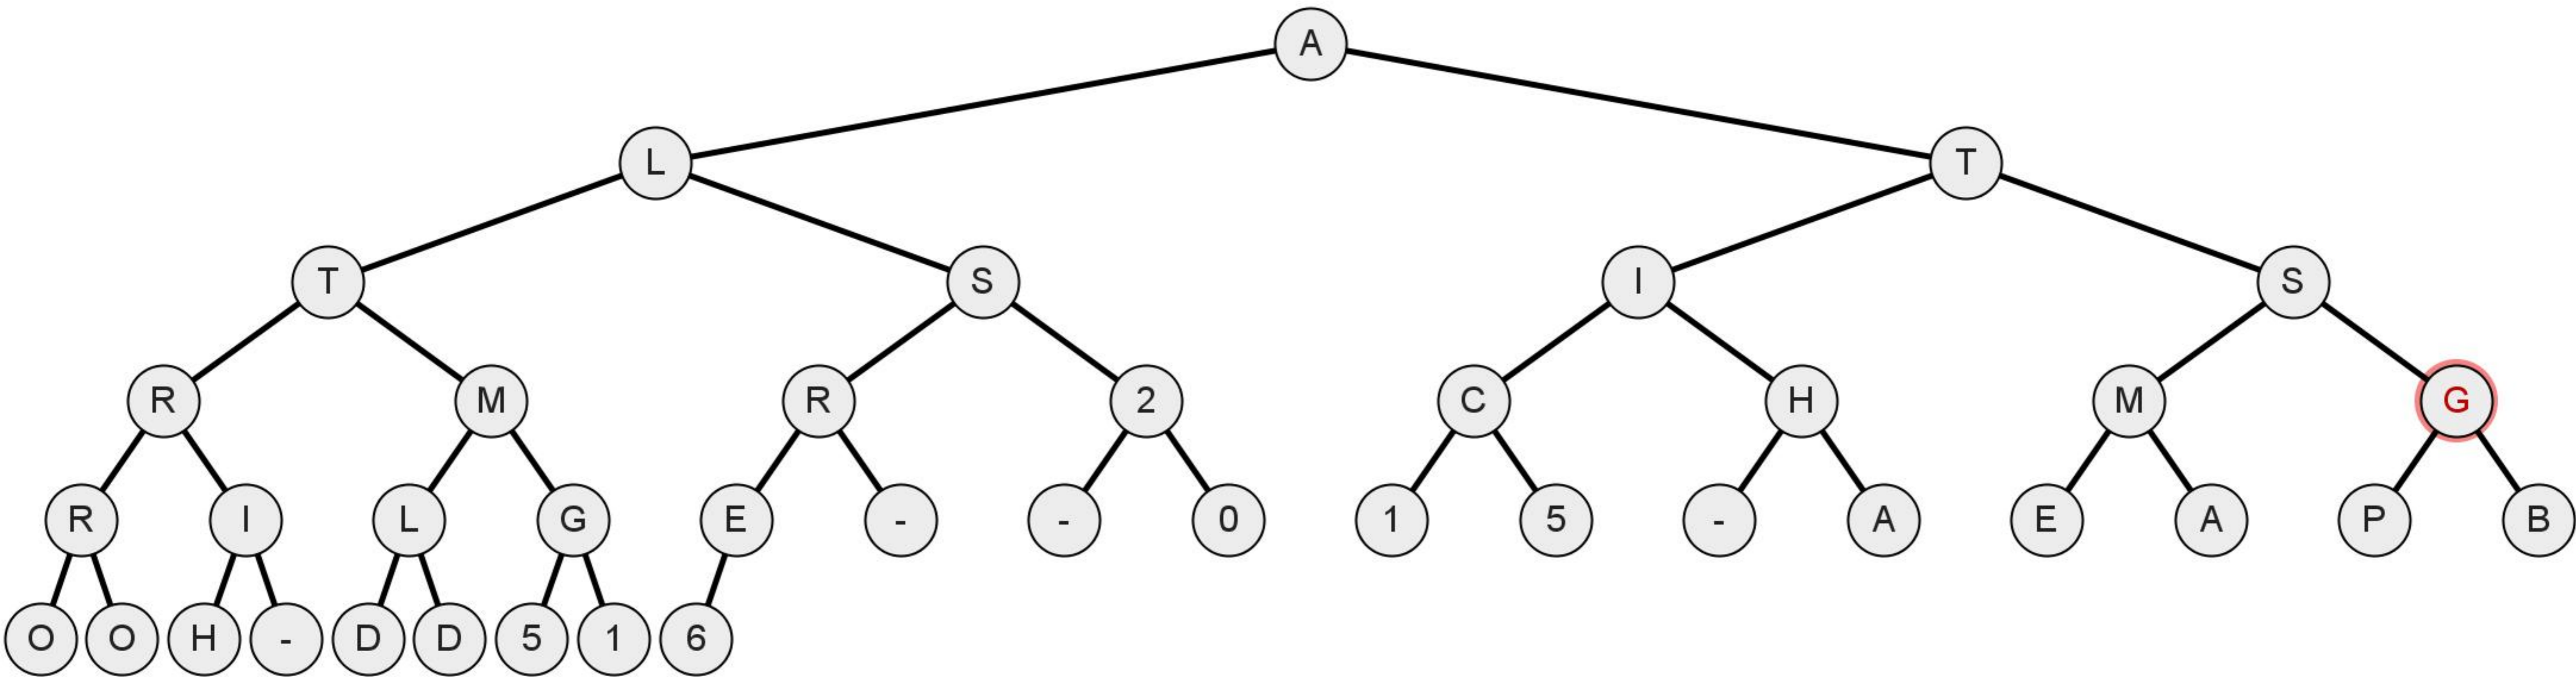 A
L T
T S I S
R M R 2 C H M G
R I L G E - - 0 1 5 - A E A P B
O O H - D D 5 1 6